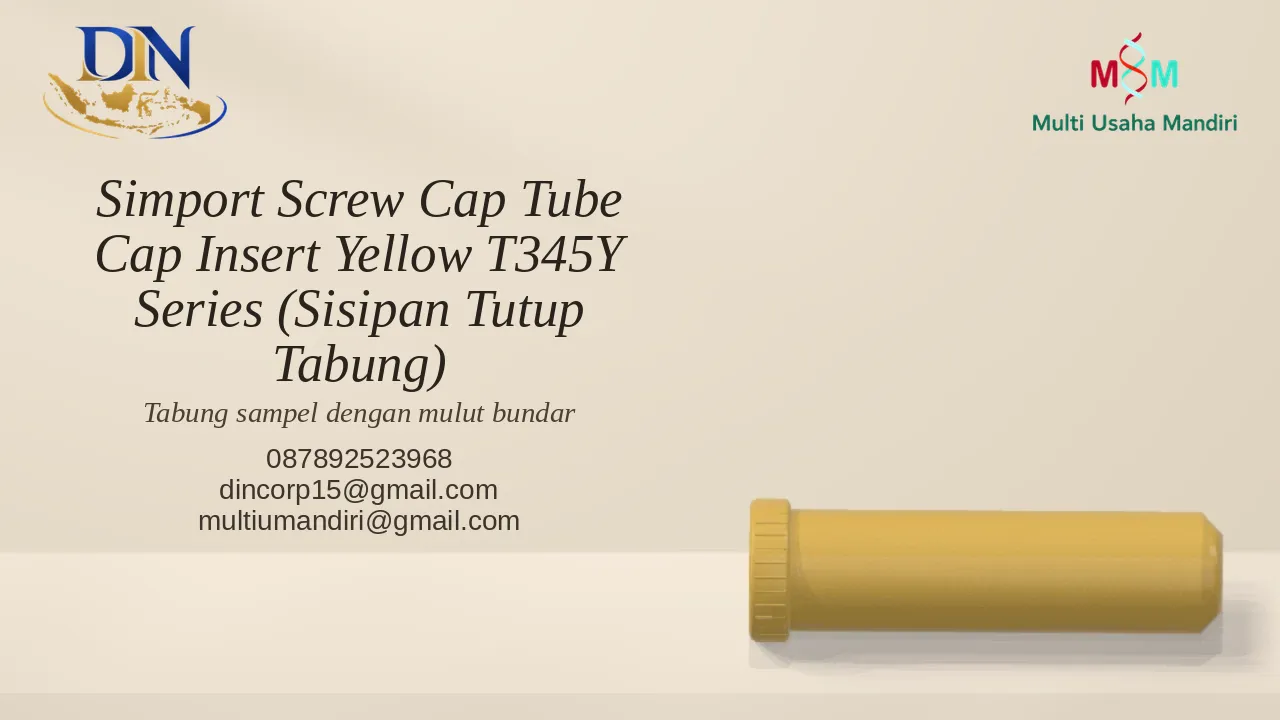 DN
MSM
Multi Usaha Mandiri
Simport Screw Cap Tube
Cap Insert Yellow T345Y
Series (Sisipan Tutup
Tabung)
Tabung sampel dengan mulut bundar
087892523968
dincorp15@gmail.com
multiumandiri@gmail.com